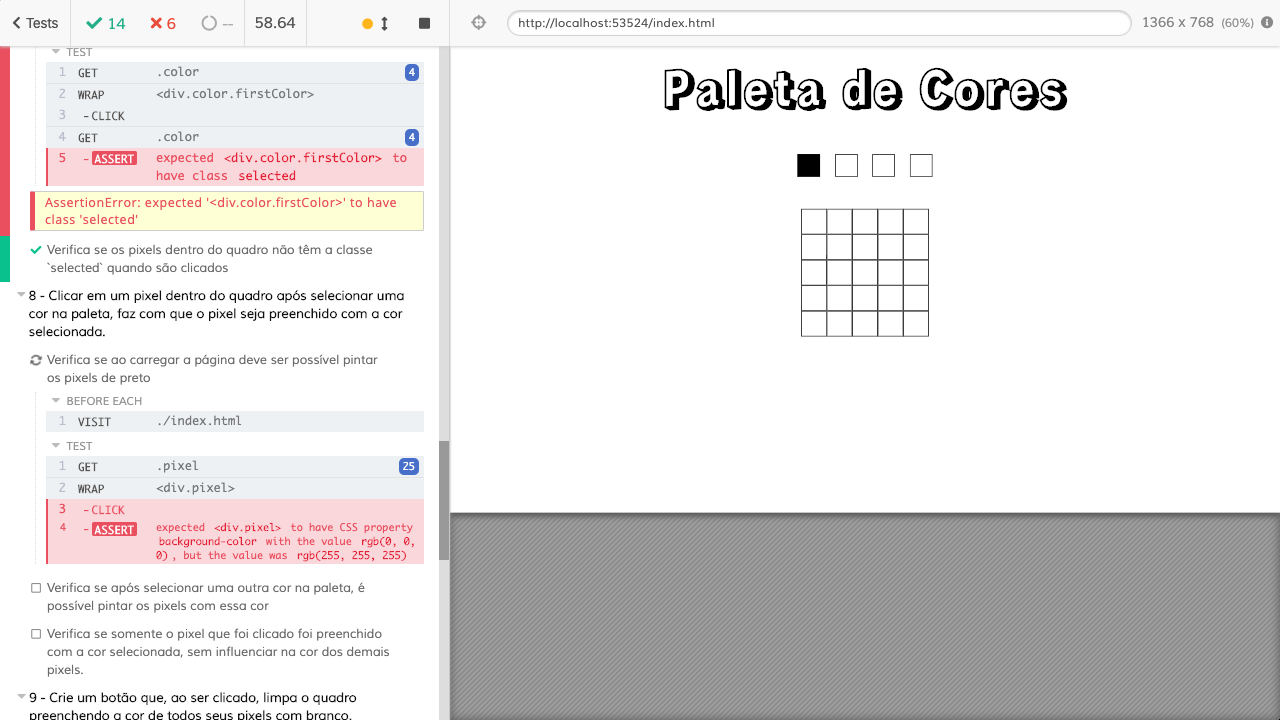 Tests
14
6
--
58.64
http://localhost:53524/index.html
1366 x 768 (60%)
TEST
1 GET .color 4
2 WRAP <div.color.firstColor>
3 -CLICK
4 GET .color 4
5 -ASSERT expected <div.color.firstColor> to
have class selected
AssertionError: expected '<div.color.firstColor>' to have
class 'selected'
Verifica se os pixels dentro do quadro não têm a classe
`selected` quando são clicados
8 - Clicar em um pixel dentro do quadro após selecionar uma
cor na paleta, faz com que o pixel seja preenchido com a cor
selecionada.
Verifica se ao carregar a página deve ser possível pintar
os pixels de preto
BEFORE EACH
1 VISIT ./index.html
TEST
1 GET .pixel 25
2 WRAP <div.pixel>
3 -CLICK
4 -ASSERT expected <div.pixel> to have CSS property
background-color with the value rgb(0, 0,
0), but the value was rgb(255, 255, 255)
Verifica se após selecionar uma outra cor na paleta, é
possível pintar os pixels com essa cor
Verifica se somente o pixel que foi clicado foi preenchido
com a cor selecionada, sem influenciar na cor dos demais
pixels.
9 - Crie um botão que, ao ser clicado, limpa o quadro
preenchendo a cor de todos seus pixels com branco.
Paleta de Cores